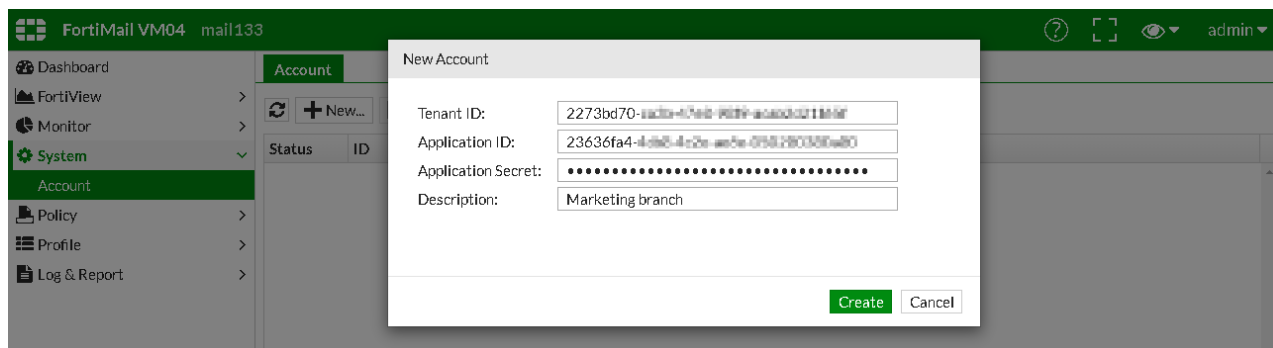 FortiMail VM04 mail133
admin
Dashboard
FortiView
Monitor
System
Account
Policy
Profile
Log & Report
Account
New...
Status ID
New Account
Tenant ID: 2273bd70-
Application ID: 23636fa4-
Application Secret: ••••••••••••••••••••••••••••••••••
Description: Marketing branch
Create Cancel